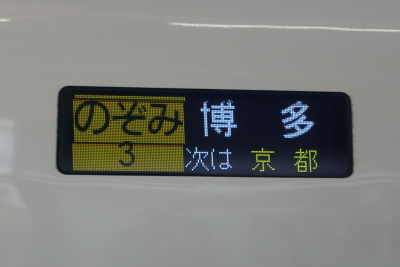 のぞみ 博多
3 次は 京都